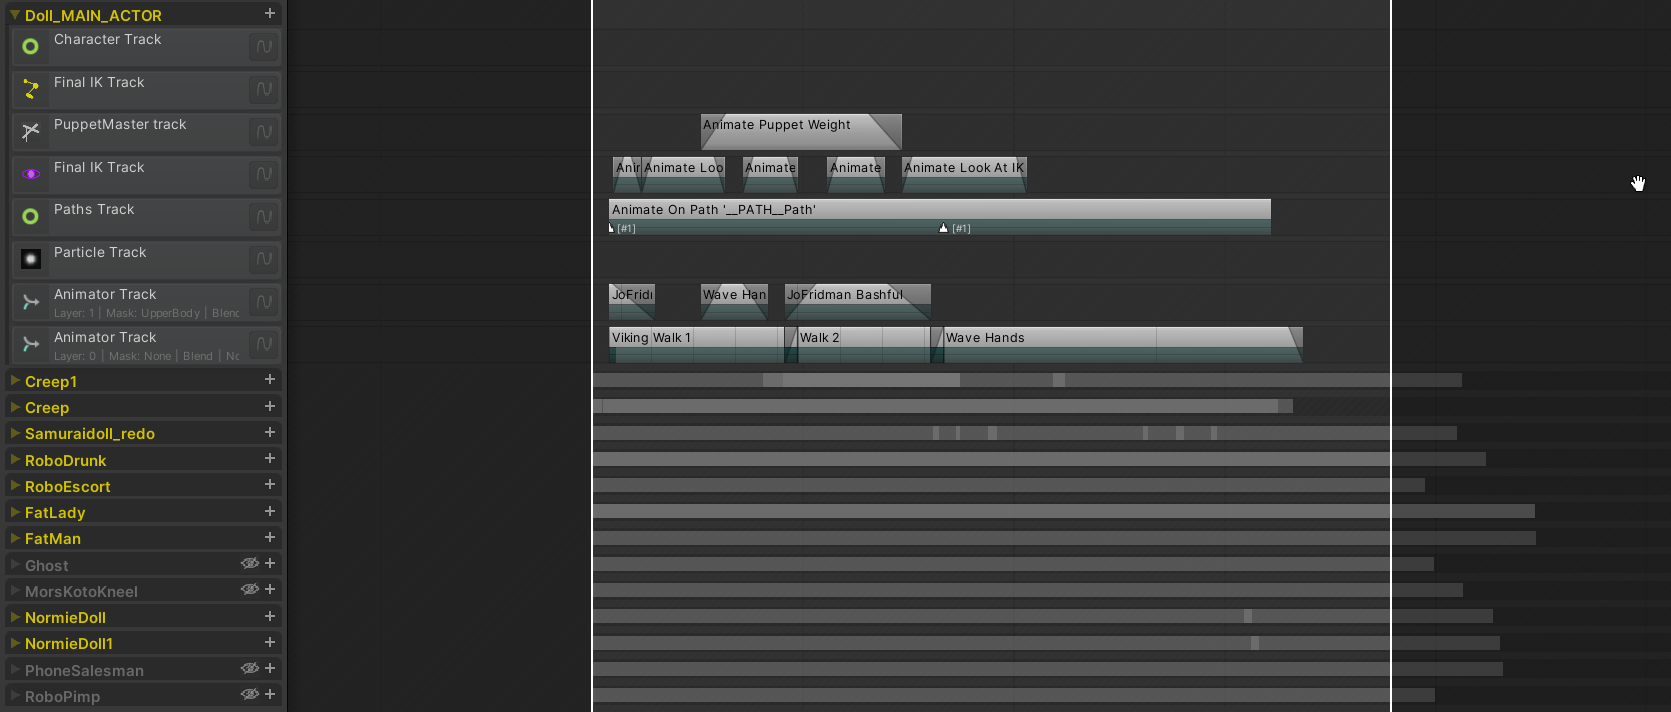 Doll_MAIN_ACTOR
Character Track
Final IK Track
PuppetMaster track
Animate Puppet Weight
Final IK Track
Anir
Animate Loo
Animate
Animate
Animate Look At IK
Paths Track
Animate On Path '__PATH__Path'
[#1]
[#1]
Particle Track
Animator Track
Layer: 1 | Mask: UpperBody | Blend
JoFridr
Wave Han
JoFridman Bashful
Animator Track
Layer: 0 | Mask: None | Blend | No
Viking Walk 1
Walk 2
Wave Hands
Creep1
Creep
Samuraidoll_redo
RoboDrunk
RoboEscort
FatLady
FatMan
Ghost
MorsKotoKneel
NormieDoll
NormieDoll1
PhoneSalesman
RoboPimp